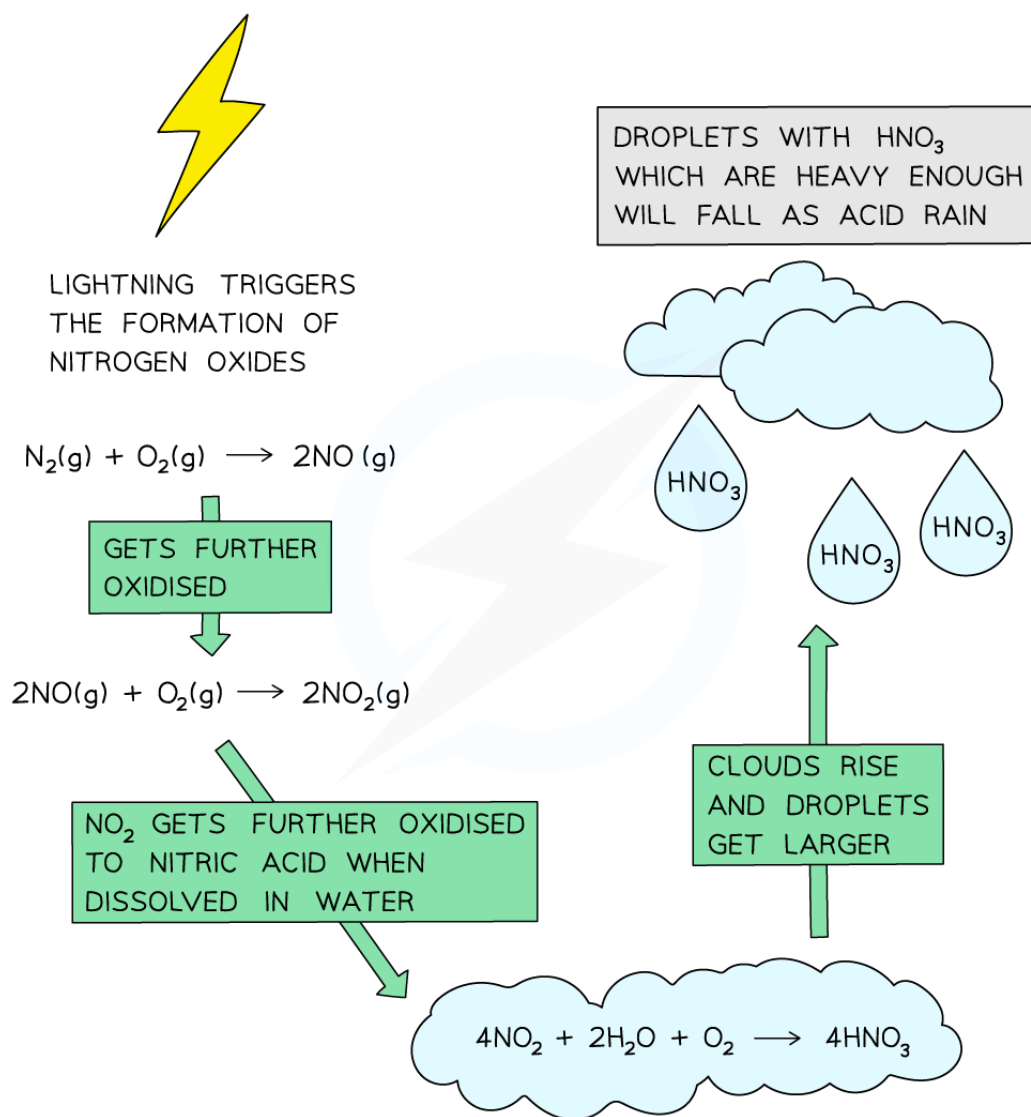 LIGHTNING TRIGGERS
THE FORMATION OF
NITROGEN OXIDES
N₂(g) + O₂(g) → 2NO (g)
GETS FURTHER
OXIDISED
2NO(g) + O₂(g) → 2NO₂(g)
NO₂ GETS FURTHER OXIDISED
TO NITRIC ACID WHEN
DISSOLVED IN WATER
4NO₂ + 2H₂O + O₂ → 4HNO₃
CLOUDS RISE
AND DROPLETS
GET LARGER
HNO₃
HNO₃
HNO₃
DROPLETS WITH HNO₃
WHICH ARE HEAVY ENOUGH
WILL FALL AS ACID RAIN